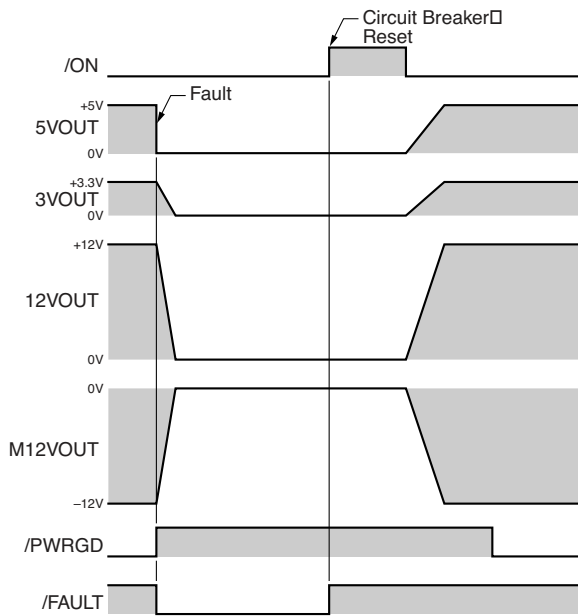 Circuit Breaker□
Reset
/ON
Fault
+5V
5VOUT
0V
+3.3V
3VOUT
0V
+12V
12VOUT
0V
0V
M12VOUT
–12V
/PWRGD
/FAULT